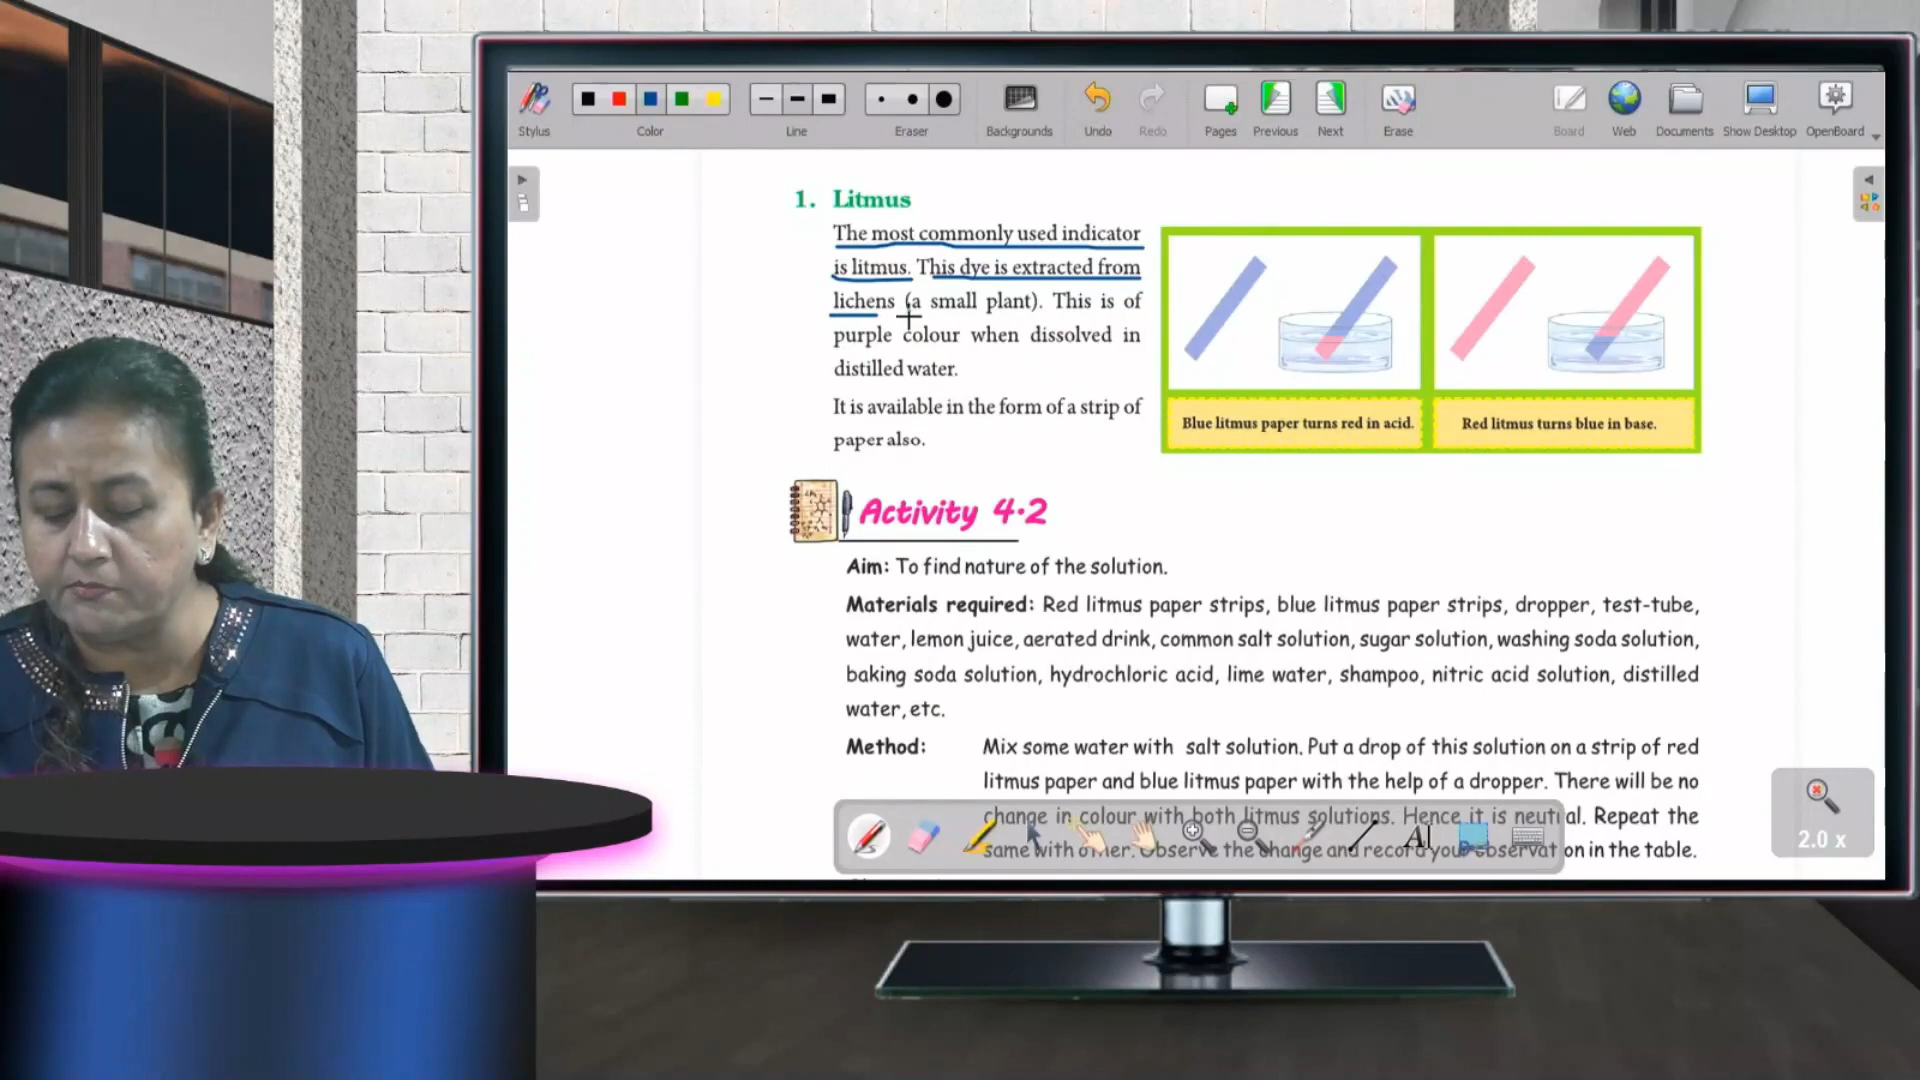 Stylus
Color
Line
Eraser
Backgrounds
Undo
Redo
Pages
Previous
Next
Erase
Board
Web
Documents
Show Desktop
OpenBoard
1. Litmus
The most commonly used indicator
is litmus. This dye is extracted from
lichens (a small plant). This is of
purple colour when dissolved in
distilled water.
It is available in the form of a strip of
paper also.
Blue litmus paper turns red in acid.
Red litmus turns blue in base.
Activity 4.2
Aim: To find nature of the solution.
Materials required: Red litmus paper strips, blue litmus paper strips, dropper, test-tube,
water, lemon juice, aerated drink, common salt solution, sugar solution, washing soda solution,
baking soda solution, hydrochloric acid, lime water, shampoo, nitric acid solution, distilled
water, etc.
Method: Mix some water with salt solution. Put a drop of this solution on a strip of red
litmus paper and blue litmus paper with the help of a dropper. There will be no
change in colour with both litmus solutions. Hence it is neutral. Repeat the
same with other. Observe the change and record your observation in the table.
2.0 x